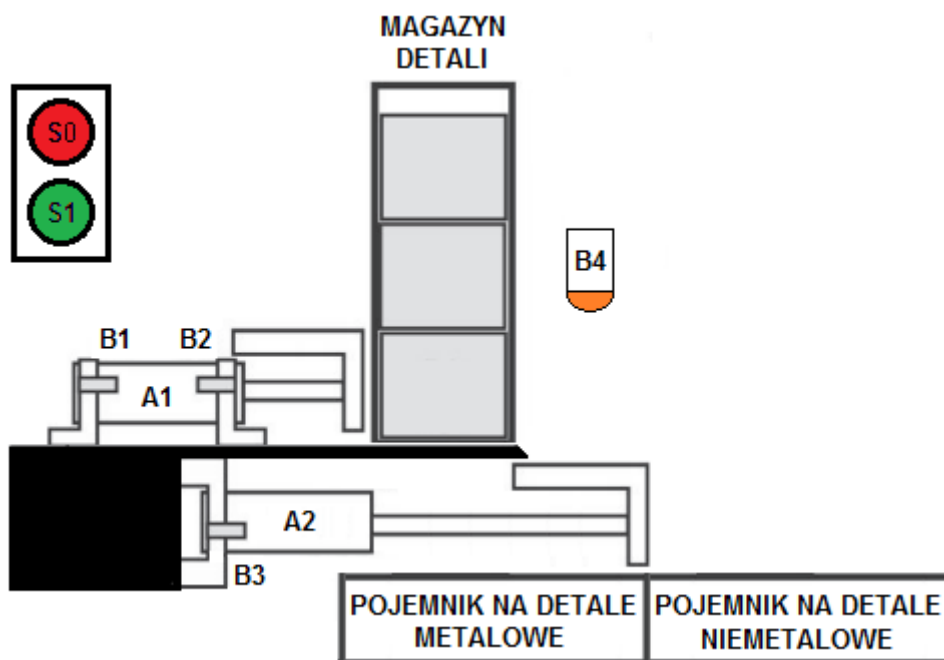 MAGAZYN
DETALI
S0
S1
B4
B1
B2
A1
A2
B3
POJEMNIK NA DETALE
METALOWE
POJEMNIK NA DETALE
NIEMETALOWE